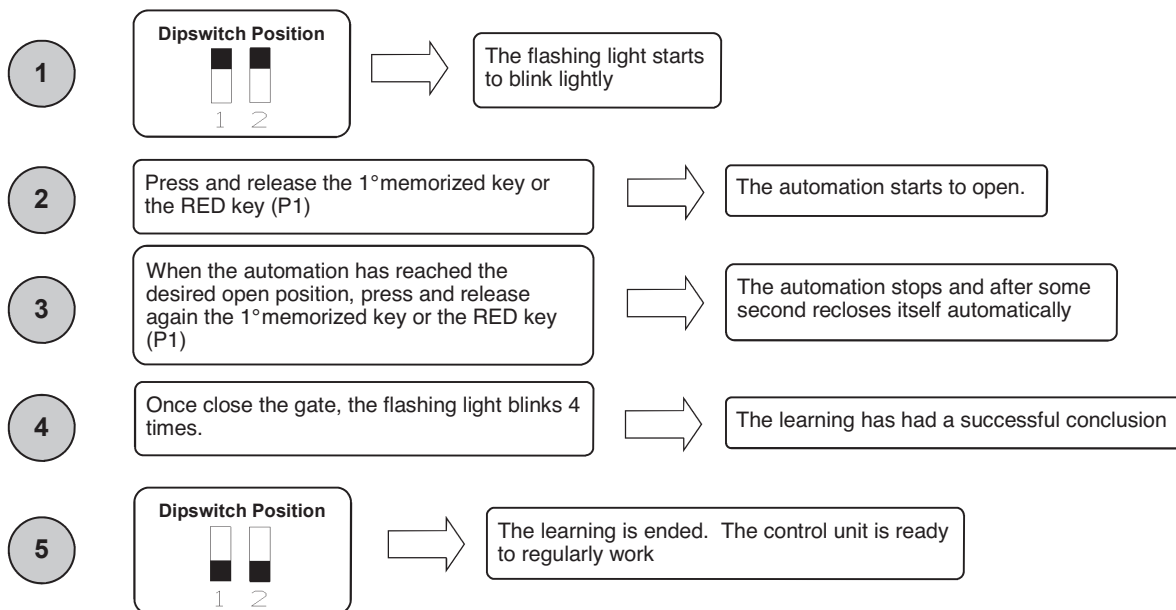 1
Dipswitch Position
1 2
The flashing light starts
to blink lightly
2
Press and release the 1°memorized key or
the RED key (P1)
The automation starts to open.
3
When the automation has reached the
desired open position, press and release
again the 1°memorized key or the RED key
(P1)
The automation stops and after some
second recloses itself automatically
4
Once close the gate, the flashing light blinks 4
times.
The learning has had a successful conclusion
5
Dipswitch Position
1 2
The learning is ended. The control unit is ready
to regularly work